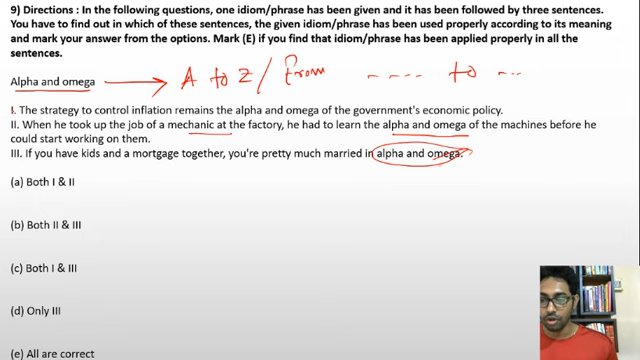 9) Directions : In the following questions, one idiom/phrase has been given and it has been followed by three sentences.
You have to find out in which of these sentences, the given idiom/phrase has been used properly according to its meaning
and mark your answer from the options. Mark (E) if you find that idiom/phrase has been applied properly in all the
sentences.
Alpha and omega → A to Z / From ---- to ---
I. The strategy to control inflation remains the alpha and omega of the government's economic policy.
II. When he took up the job of a mechanic at the factory, he had to learn the alpha and omega of the machines before he
could start working on them.
III. If you have kids and a mortgage together, you're pretty much married in alpha and omega.
(a) Both I & II
(b) Both II & III
(c) Both I & III
(d) Only III
(e) All are correct